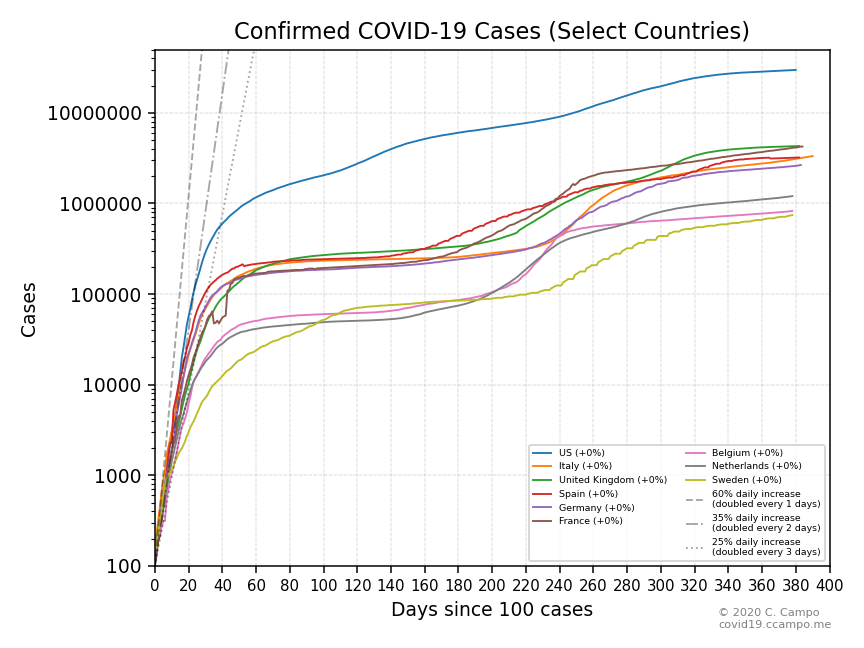 Confirmed COVID-19 Cases (Select Countries)
Cases
10000000
1000000
100000
10000
1000
100
US (+0%)
Italy (+0%)
United Kingdom (+0%)
Spain (+0%)
Germany (+0%)
France (+0%)
Belgium (+0%)
Netherlands (+0%)
Sweden (+0%)
60% daily increase
(doubled every 1 days)
35% daily increase
(doubled every 2 days)
25% daily increase
(doubled every 3 days)
0 20 40 60 80 100 120 140 160 180 200 220 240 260 280 300 320 340 360 380 400
Days since 100 cases
© 2020 C. Campo
covid19.ccampo.me